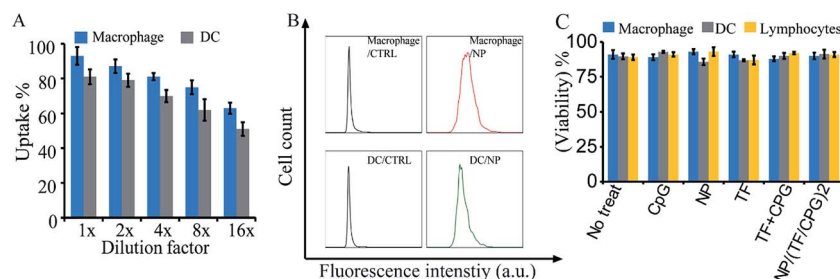 A
Macrophage
DC
100
80
60
40
20
0
Uptake %
1x
2x
4x
8x
16x
Dilution factor
B
Macrophage
/CTRL
Macrophage
/NP
DC/CTRL
DC/NP
Cell count
Fluorescence intenstiy (a.u.)
C
Macrophage
DC
Lymphocytes
100
75
50
25
0
(Viability) %
No treat
CpG
NP
TF
TF+CPG
NP/(TF/CPG)2